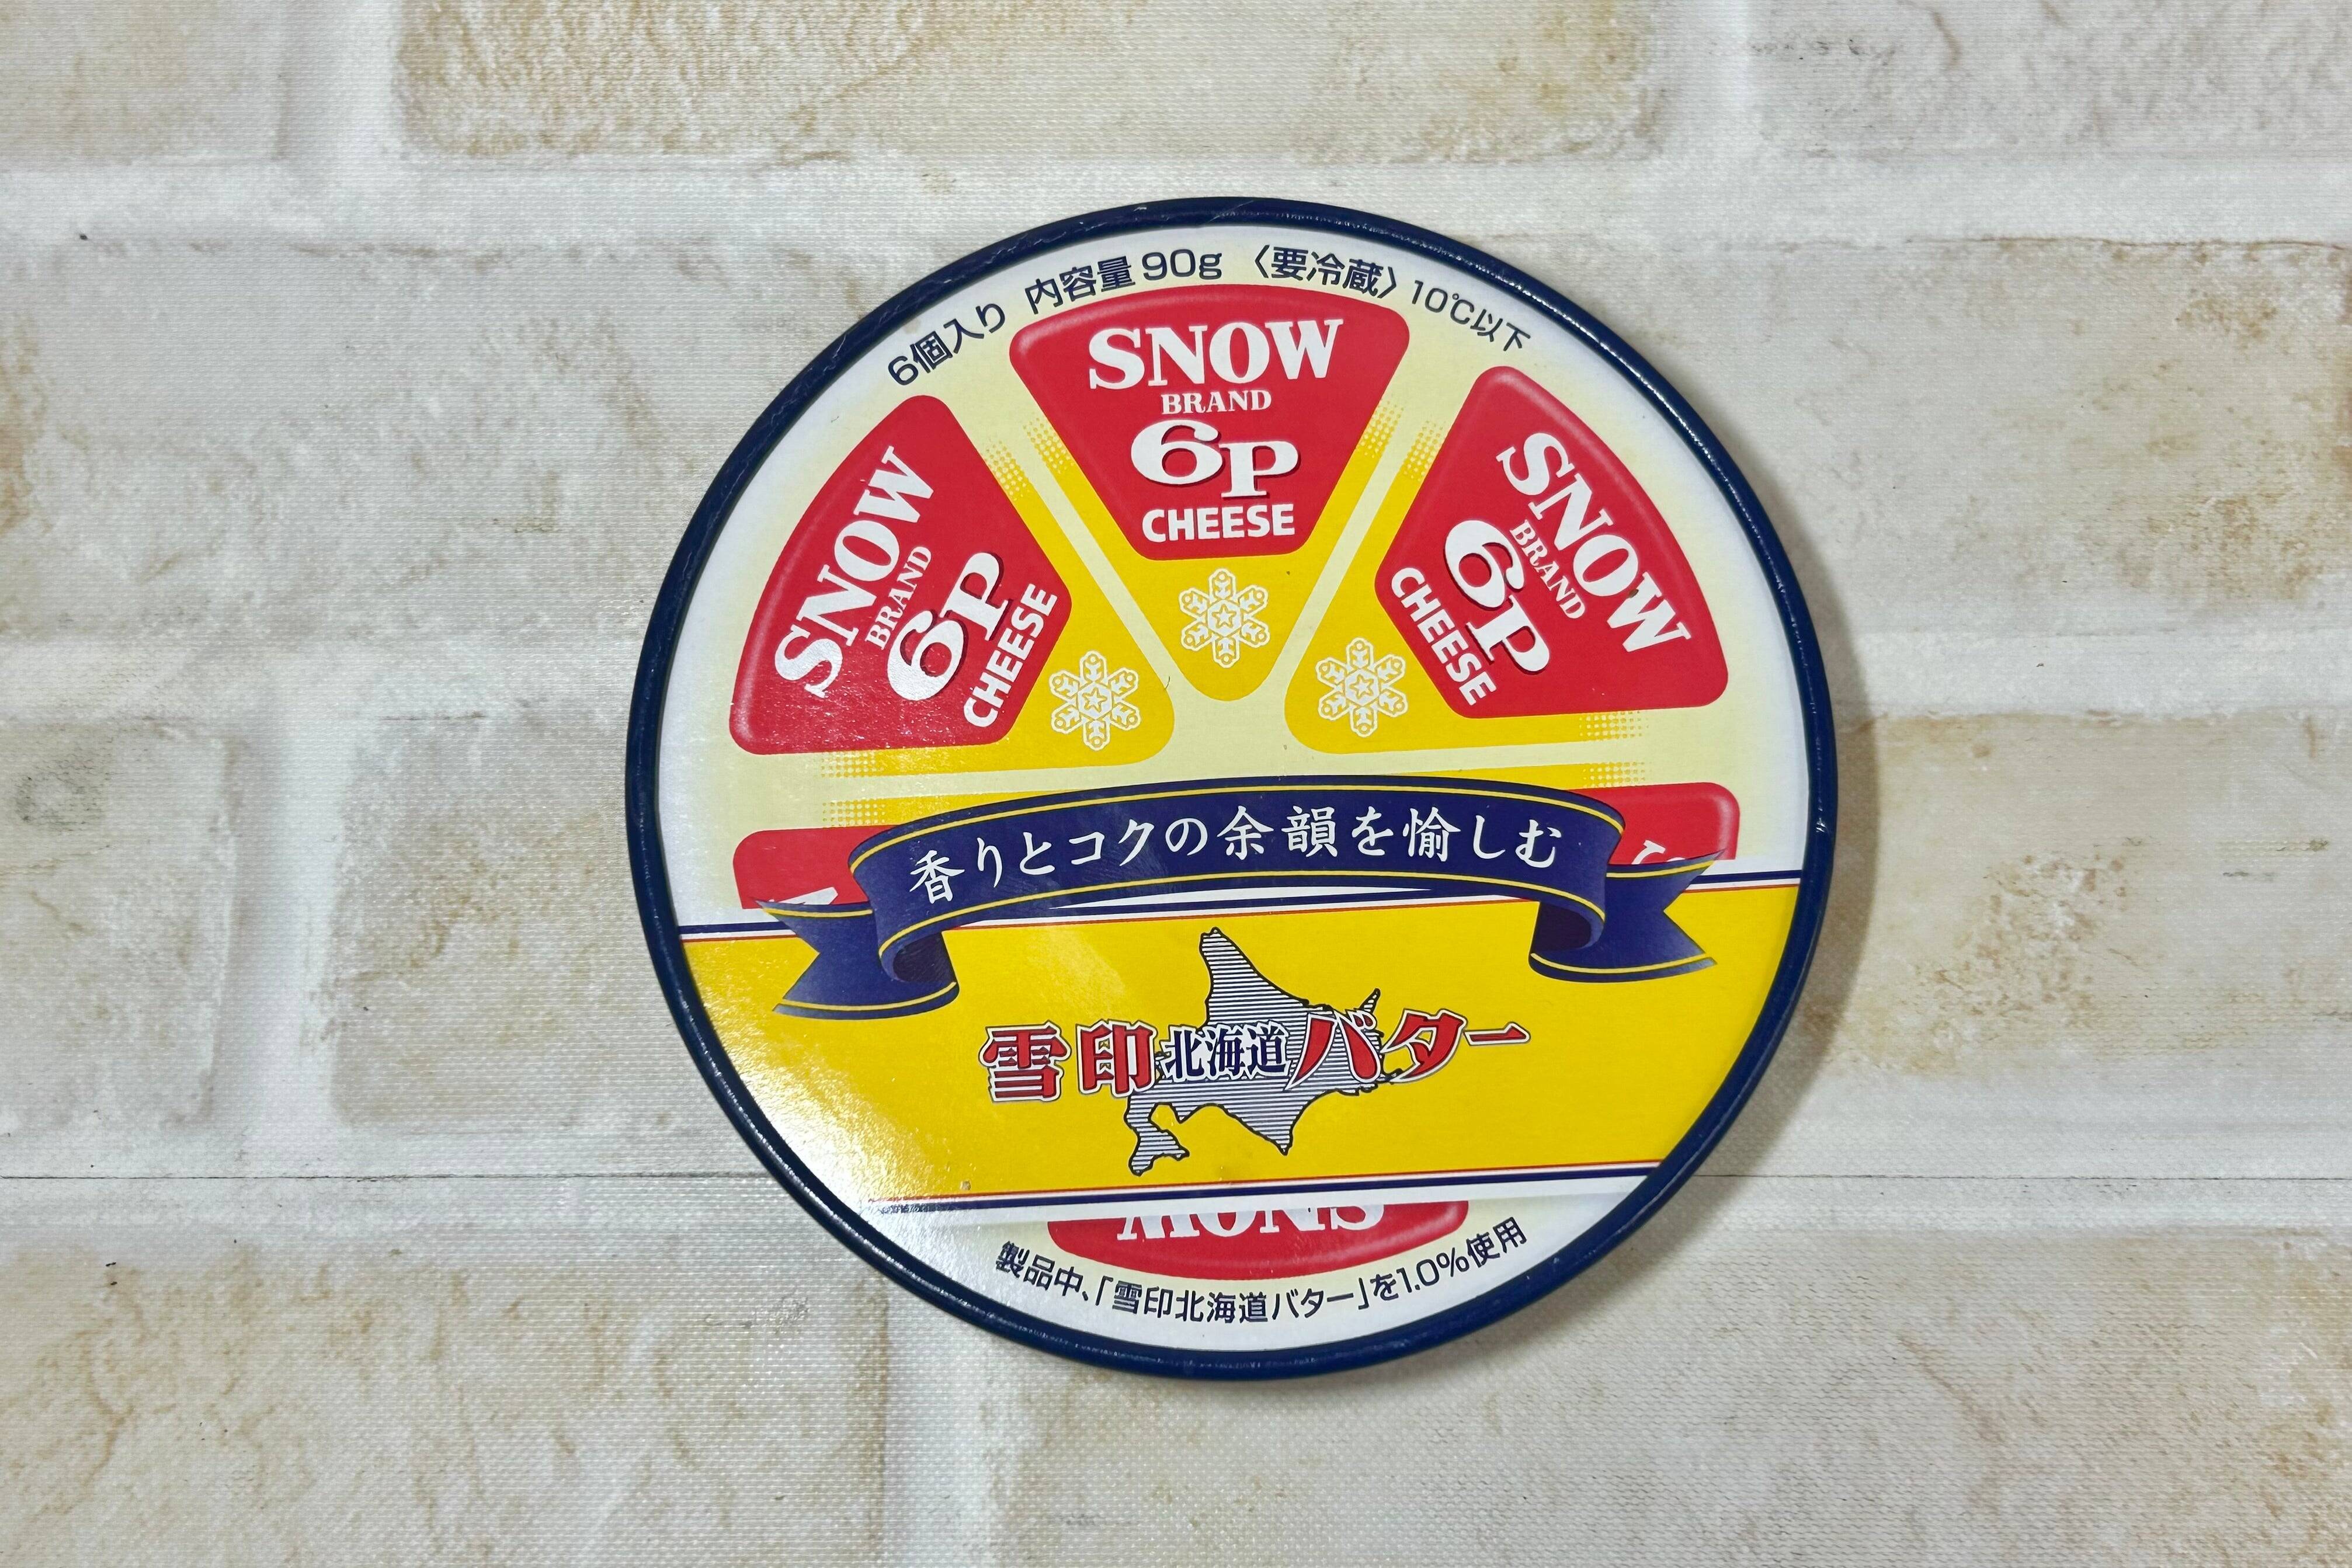 6個入り 内容量90g 〈要冷蔵〉10℃以下
SNOW
BRAND
6P
CHEESE
SNOW
BRAND
6P
CHEESE
SNOW
BRAND
6P
CHEESE
香りとコクの余韻を愉しむ
雪印北海道バター
SNOW
製品中、「雪印北海道バター」を1.0%使用